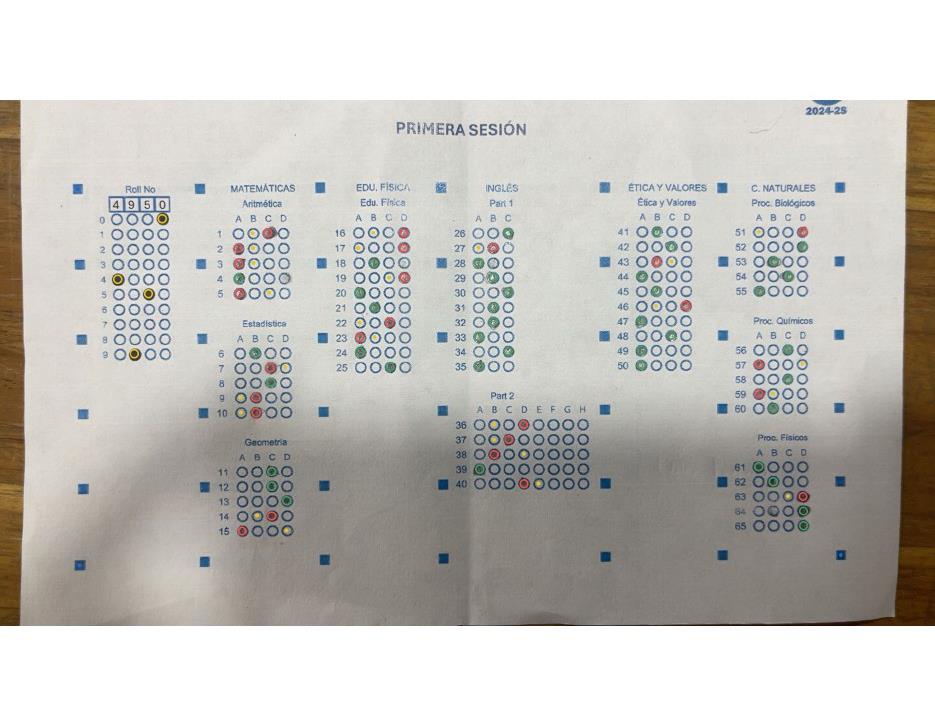 2024-2S
PRIMERA SESIÓN
Roll No
4 9 5 0
0
1
2
3
4
5
6
7
8
9
MATEMÁTICAS
Aritmética
A B C D
1
2
3
4
5
Estadística
A B C D
6
7
8
9
10
Geometria
A B C D
11
12
13
14
15
EDU. FÍSICA
Edu. Física
A B C D
16
17
18
19
20
21
22
23
24
25
INGLÉS
Part 1
A B C
26
27
28
29
30
31
32
33
34
35
Part 2
A B C D E F G H
36
37
38
39
40
ÉTICA Y VALORES
Ética y Valores
A B C D
41
42
43
44
45
46
47
48
49
50
C. NATURALES
Proc. Biológicos
A B C D
51
52
53
54
55
Proc. Químicos
A B C D
56
57
58
59
60
Proc. Físicos
A B C D
61
62
63
64
65